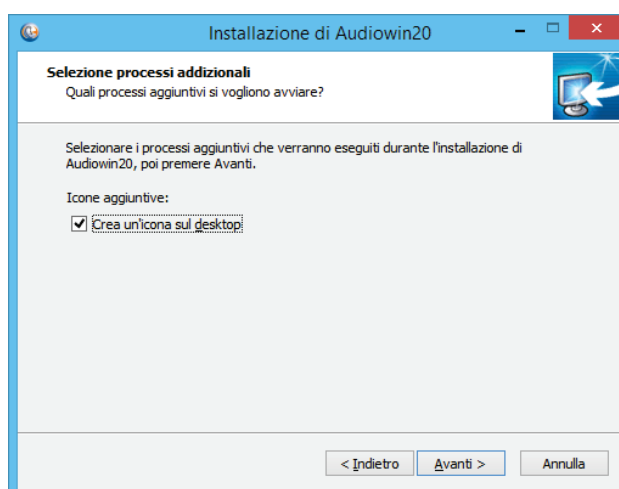 Installazione di Audiowin20
Selezione processi addizionali
Quali processi aggiuntivi si vogliono avviare?
Selezionare i processi aggiuntivi che verranno eseguiti durante l'installazione di
Audiowin20, poi premere Avanti.
Icone aggiuntive:
Crea un'icona sul desktop
< Indietro Avanti > Annulla